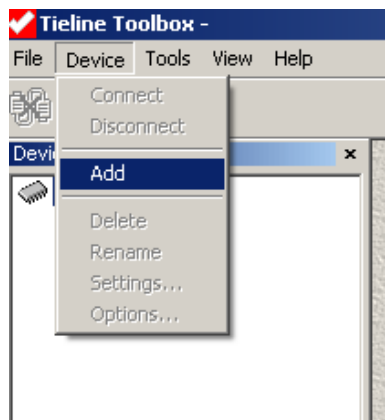 Tieline Toolbox -
File Device Tools View Help
Connect
Disconnect
Devi
Add
Delete
Rename
Settings...
Options...